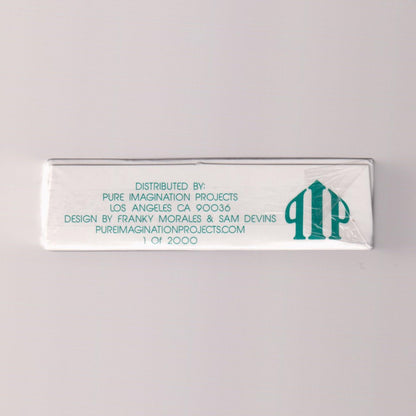 DISTRIBUTED BY:
PURE IMAGINATION PROJECTS
LOS ANGELES CA 90036
DESIGN BY FRANKY MORALES & SAM DEVINS
PUREIMAGINATIONPROJECTS.COM
1 Of 2000
PIP